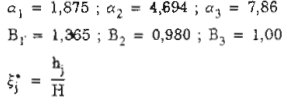 α₁ = 1,875 ; α₂ = 4,694 ; α₃ = 7,86
B₁ = 1,365 ; B₂ = 0,980 ; B₃ = 1,00
ξⱼ* = hⱼ / H